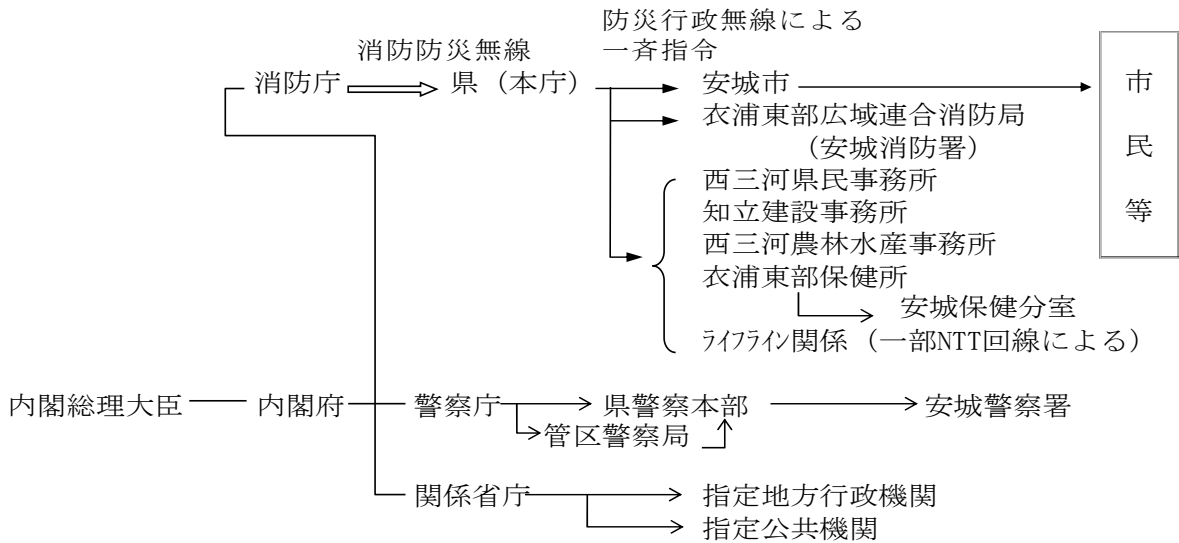 防災行政無線による
一斉指令
消防防災無線
消防庁
県（本庁）
安城市
衣浦東部広域連合消防局
（安城消防署）
西三河県民事務所
知立建設事務所
西三河農林水産事務所
衣浦東部保健所
安城保健分室
ﾗｲﾌﾗｲﾝ関係（一部NTT回線による）
市
民
等
内閣総理大臣
内閣府
警察庁
県警察本部
安城警察署
管区警察局
関係省庁
指定地方行政機関
指定公共機関